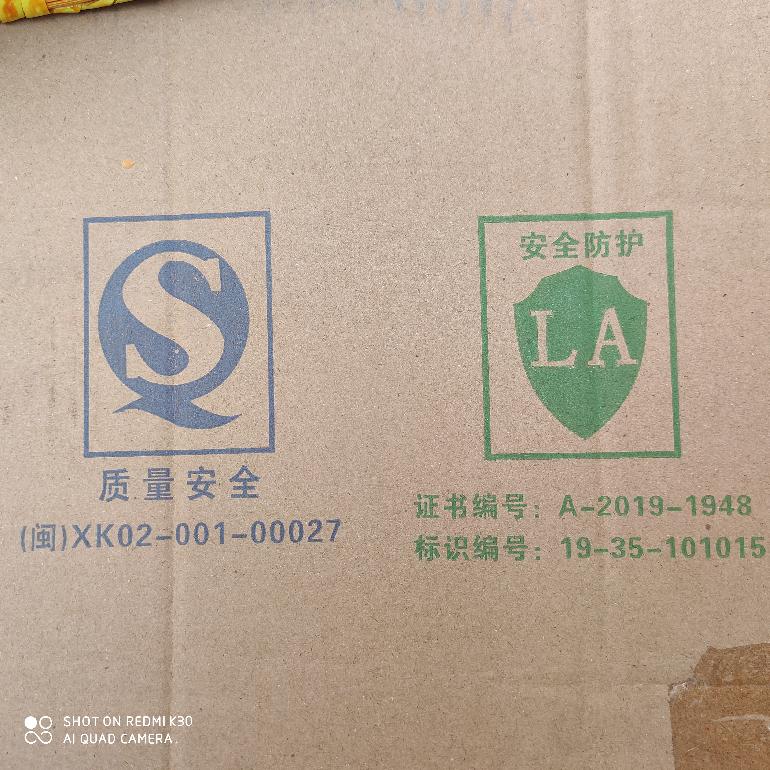 S
质量安全
(闽)XK02-001-00027
安全防护
LA
证书编号: A-2019-1948
标识编号: 19-35-101015
SHOT ON REDMI K30
AI QUAD CAMERA